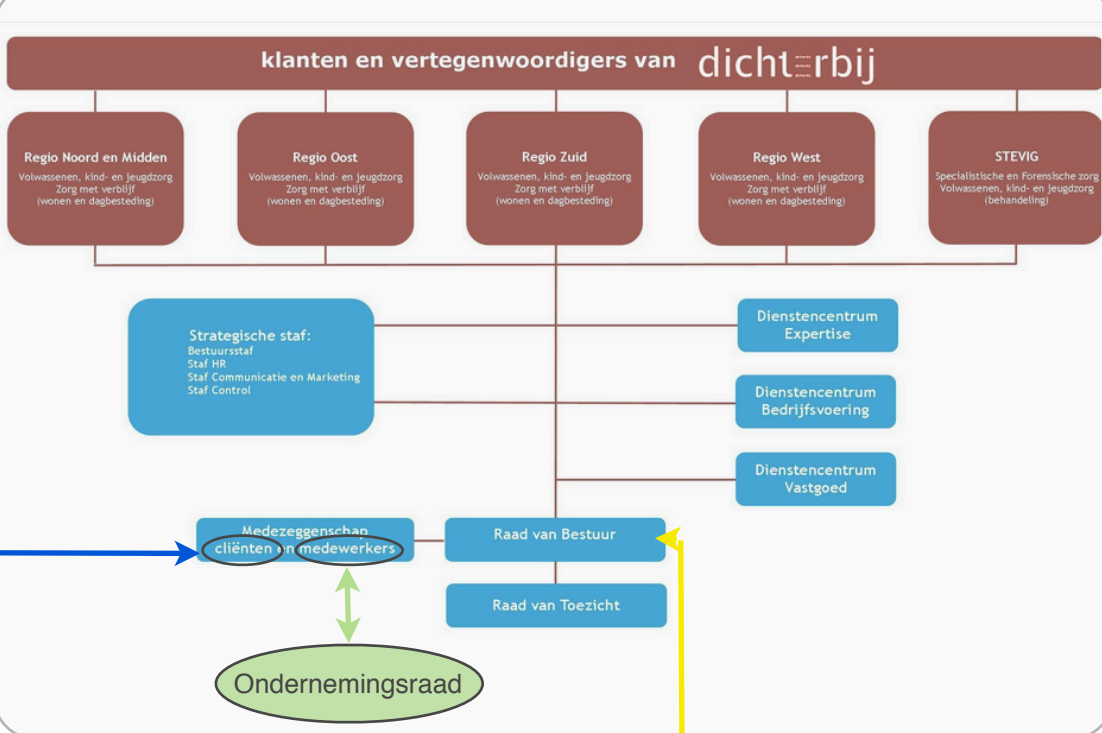 klanten en vertegenwoordigers van dichterbij
Regio Noord en Midden
Volwassenen, kind- en jeugdzorg
Zorg met verblijf
(wonen en dagbesteding)
Regio Oost
Volwassenen, kind- en jeugdzorg
Zorg met verblijf
(wonen en dagbesteding)
Regio Zuid
Volwassenen, kind- en jeugdzorg
Zorg met verblijf
(wonen en dagbesteding)
Regio West
Volwassenen, kind- en jeugdzorg
Zorg met verblijf
(wonen en dagbesteding)
STEVIG
Specialistische en Forensische zorg
Volwassenen, kind- en jeugdzorg
(behandeling)
Strategische staf:
Bestuursstaf
Staf HR
Staf Communicatie en Marketing
Staf Control
Dienstencentrum
Expertise
Dienstencentrum
Bedrijfsvoering
Dienstencentrum
Vastgoed
Medezeggenschap
cliënten en medewerkers
Raad van Bestuur
Raad van Toezicht
Ondernemingsraad